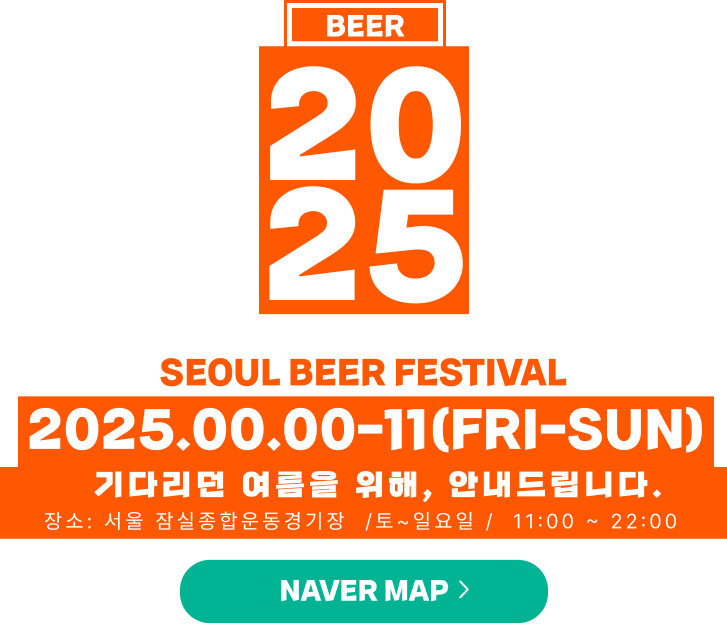 BEER
20
25
SEOUL BEER FESTIVAL
2025.00.00-11(FRI-SUN)
기다리던 여름을 위해, 안내드립니다.
장소: 서울 잠실종합운동경기장 /토~일요일 / 11:00 ~ 22:00
NAVER MAP >